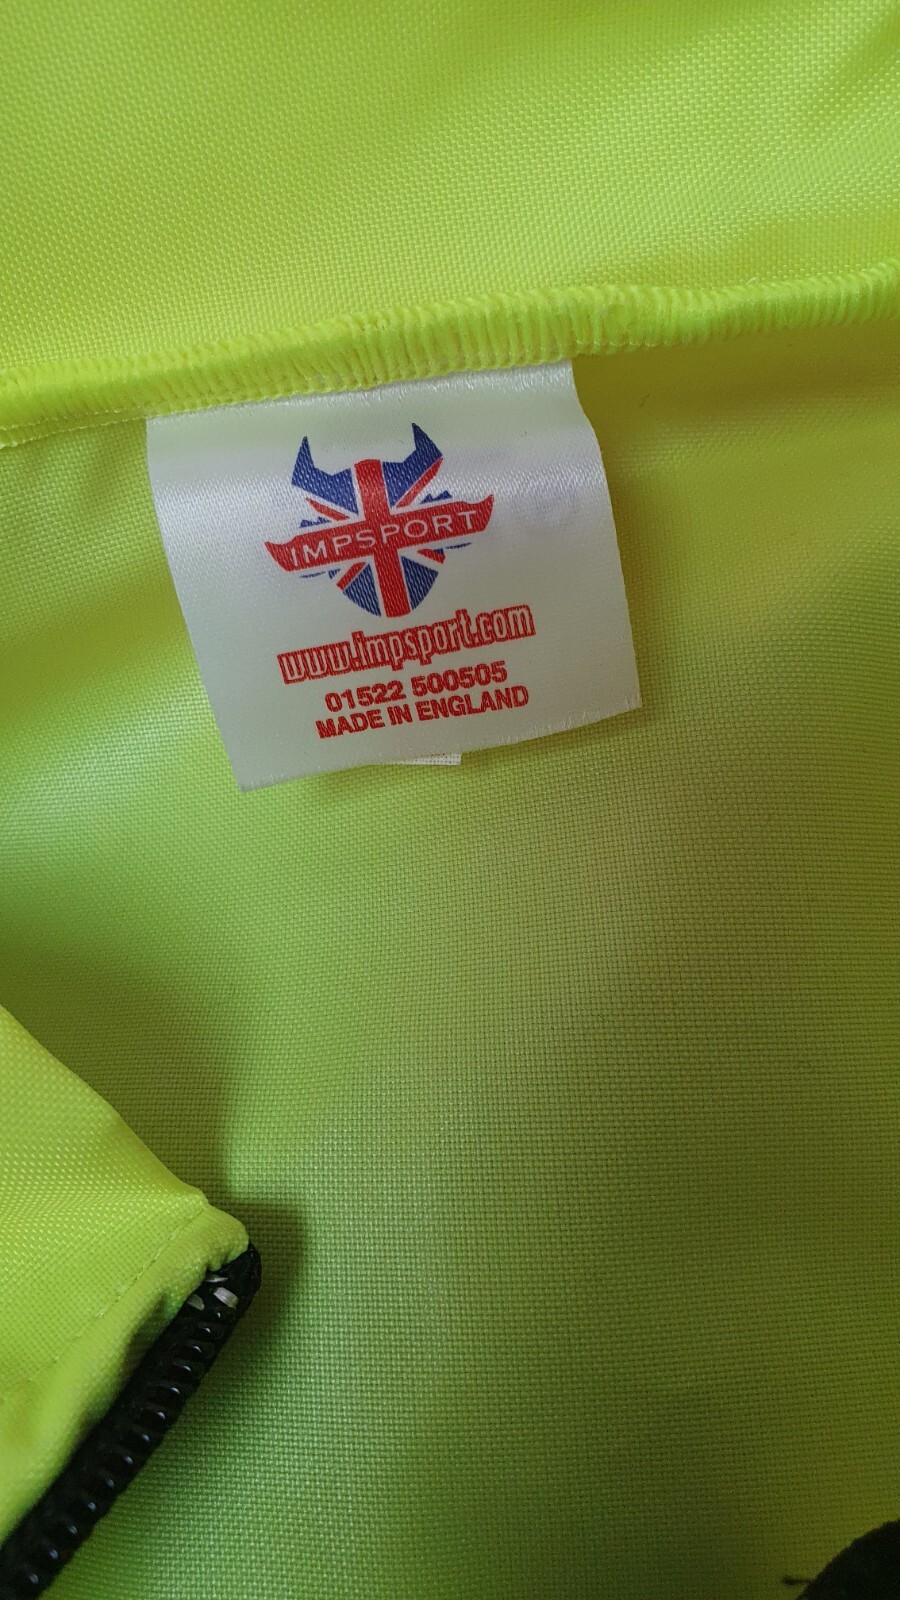 IMPSPORT
www.impsport.com
01522 500505
MADE IN ENGLAND